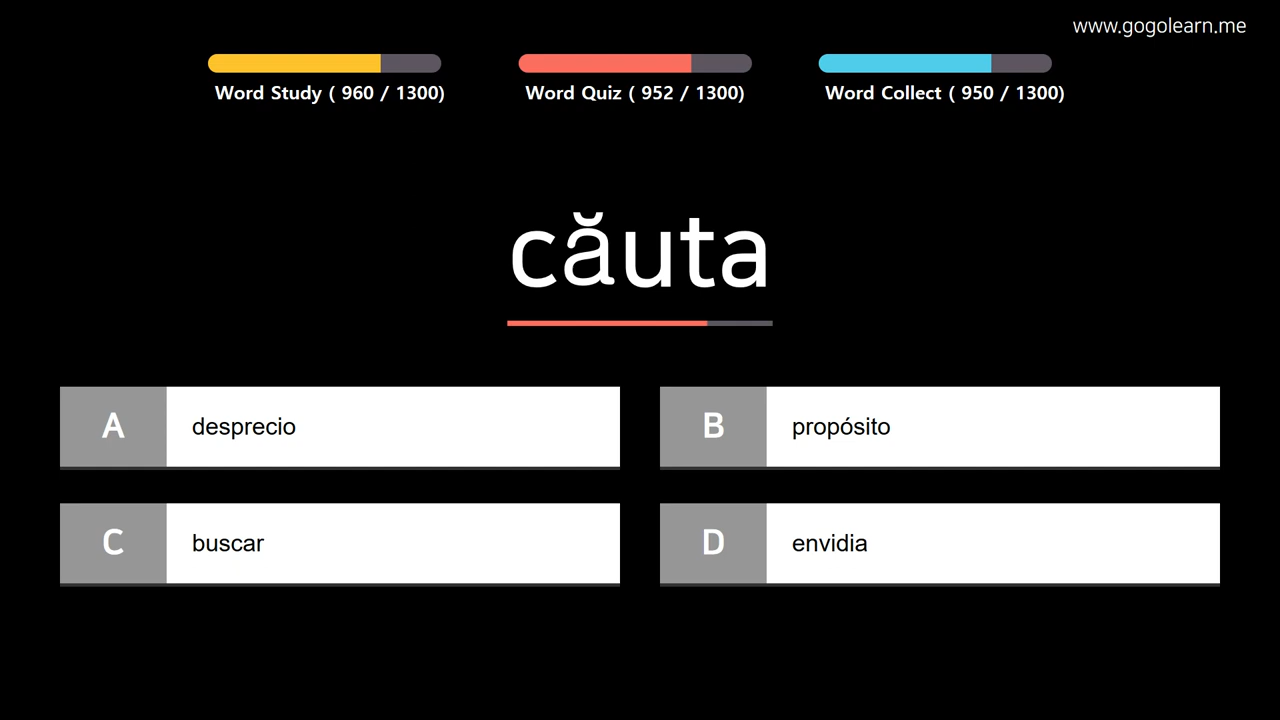 www.gogolearn.me
Word Study ( 960 / 1300)
Word Quiz ( 952 / 1300)
Word Collect ( 950 / 1300)
căuta
A desprecio
B propósito
C buscar
D envidia